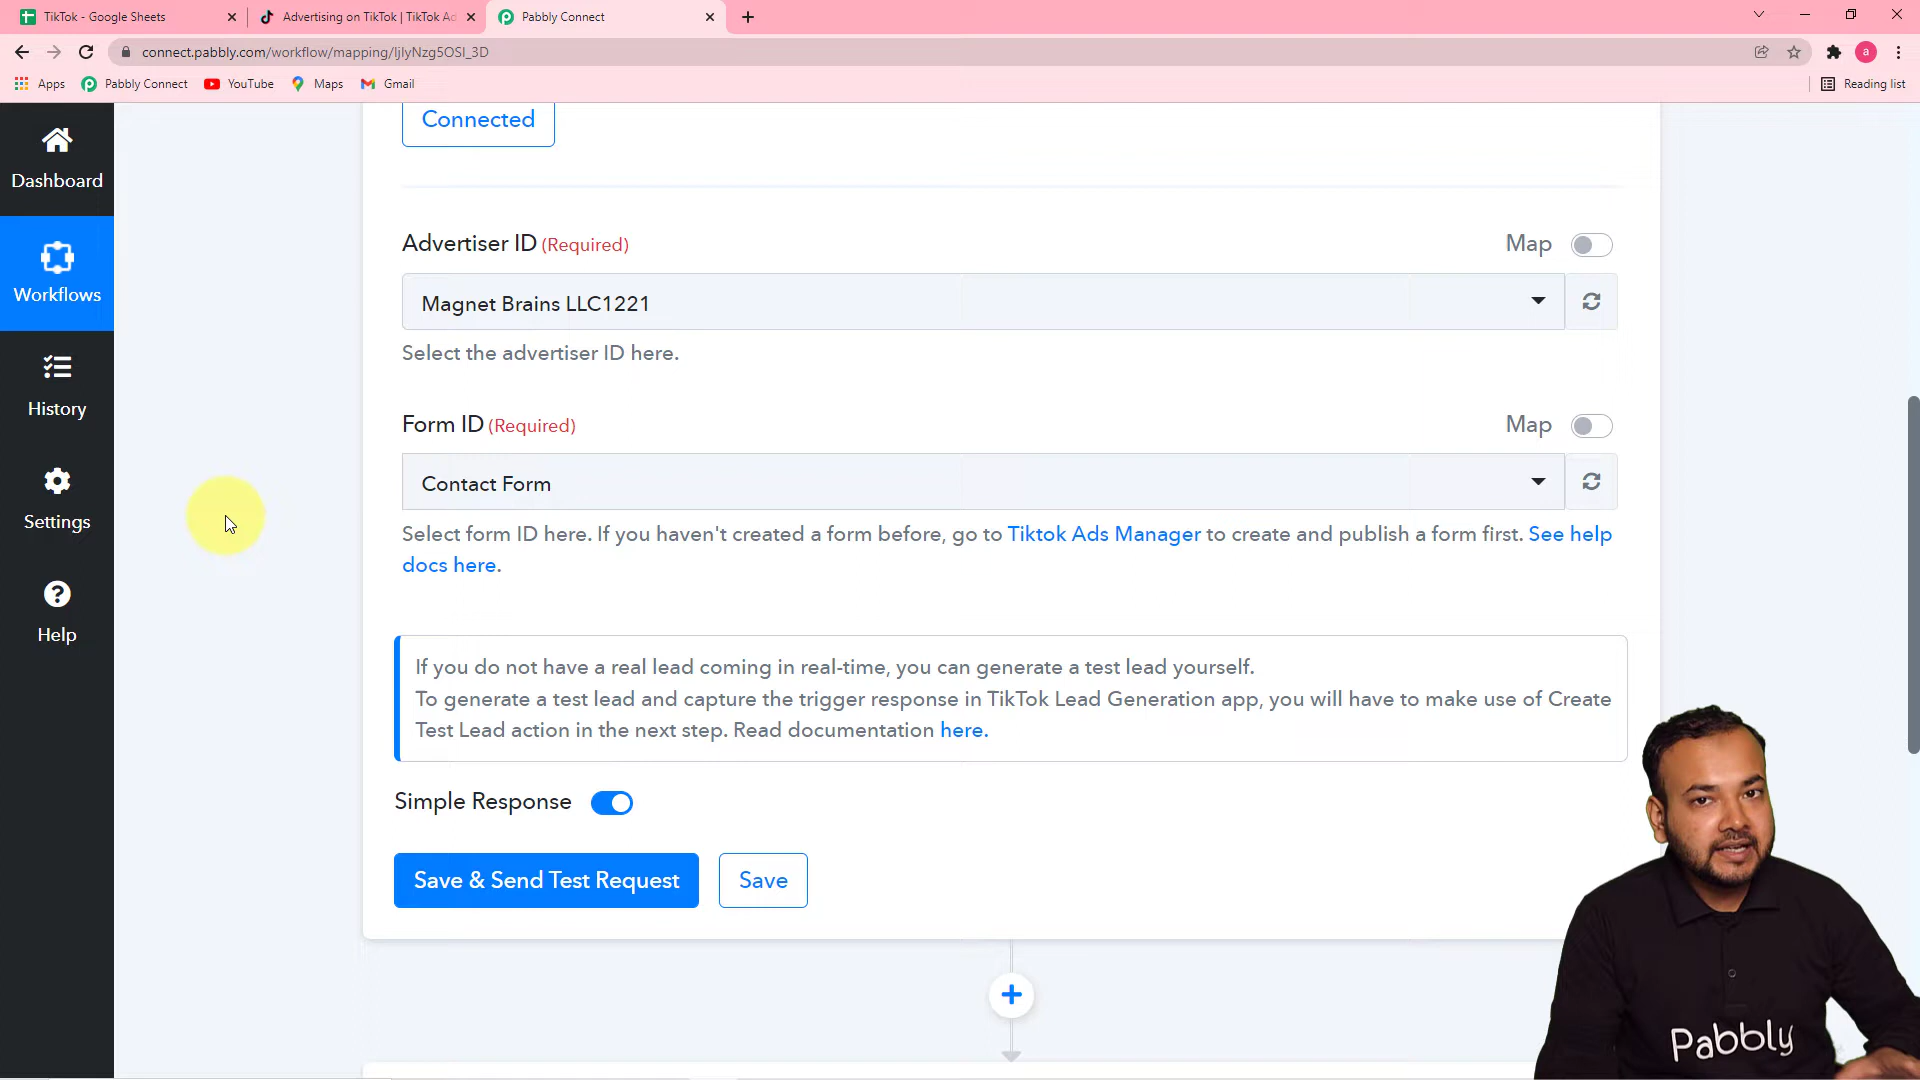 TikTok - Google Sheets
Advertising on TikTok | TikTok Ad
Pabbly Connect
connect.pabbly.com/workflow/mapping/IjIyNzg5OSI_3D
a
Apps
Pabbly Connect
YouTube
Maps
Gmail
Reading list
Dashboard
Workflows
History
Settings
Help
Connected
Advertiser ID (Required)
Map
Magnet Brains LLC1221
Select the advertiser ID here.
Form ID (Required)
Map
Contact Form
Select form ID here. If you haven't created a form before, go to Tiktok Ads Manager to create and publish a form first. See help
docs here.
If you do not have a real lead coming in real-time, you can generate a test lead yourself.
To generate a test lead and capture the trigger response in TikTok Lead Generation app, you will have to make use of Create
Test Lead action in the next step. Read documentation here.
Simple Response
Save & Send Test Request
Save
Pabbly